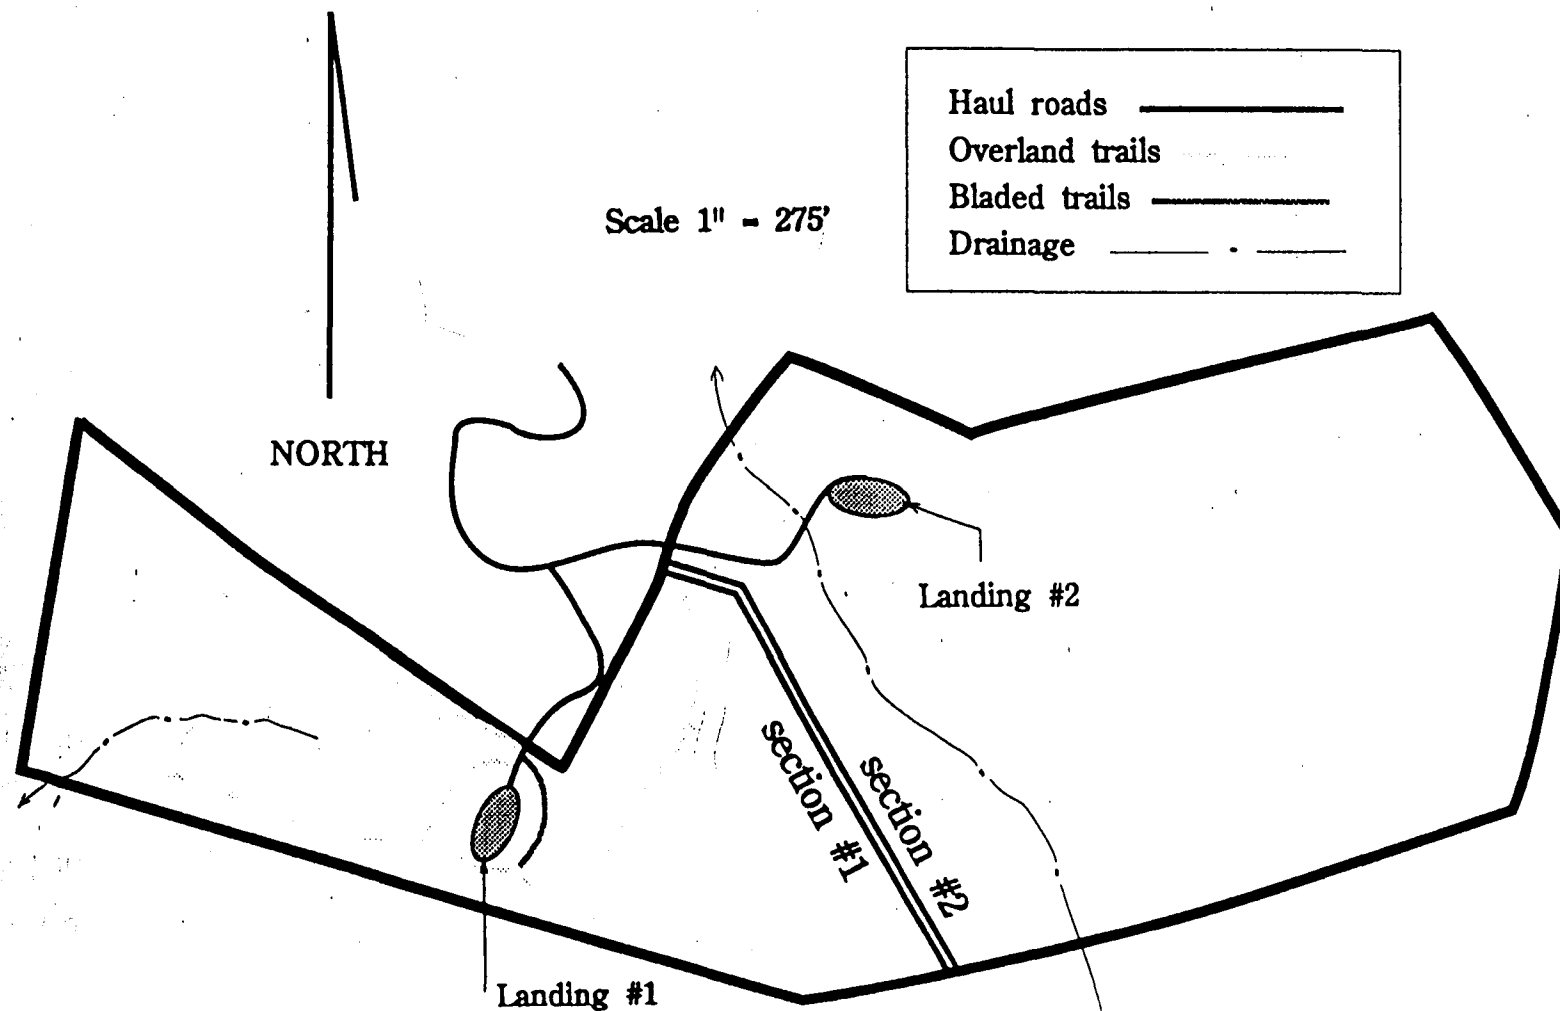 Haul roads
Overland trails
Scale 1" = 275'
Bladed trails
Drainage
NORTH
Landing #2
section #1
section #2
Landing #1